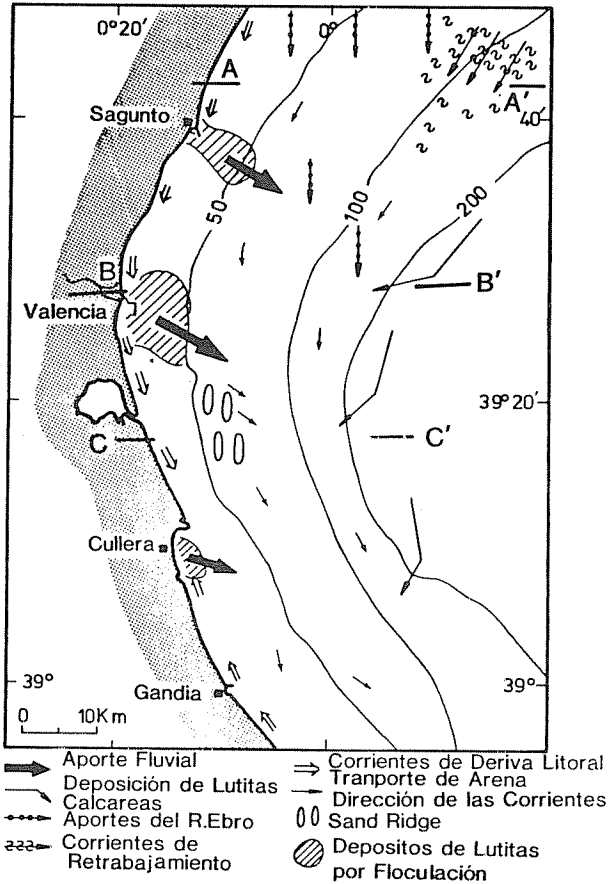 0° 20'
0°
A
A'
Sagunto
40'
50
100
200
B
B'
Valencia
39° 20'
C
C'
Cullera
39°
39°
Gandia
0 10Km
Aporte Fluvial
Deposición de Lutitas
Calcareas
Aportes del R.Ebro
Corrientes de
Retrabajamiento
Corrientes de Deriva Litoral
Tranporte de Arena
Dirección de las Corrientes
Sand Ridge
Depositos de Lutitas
por Floculación